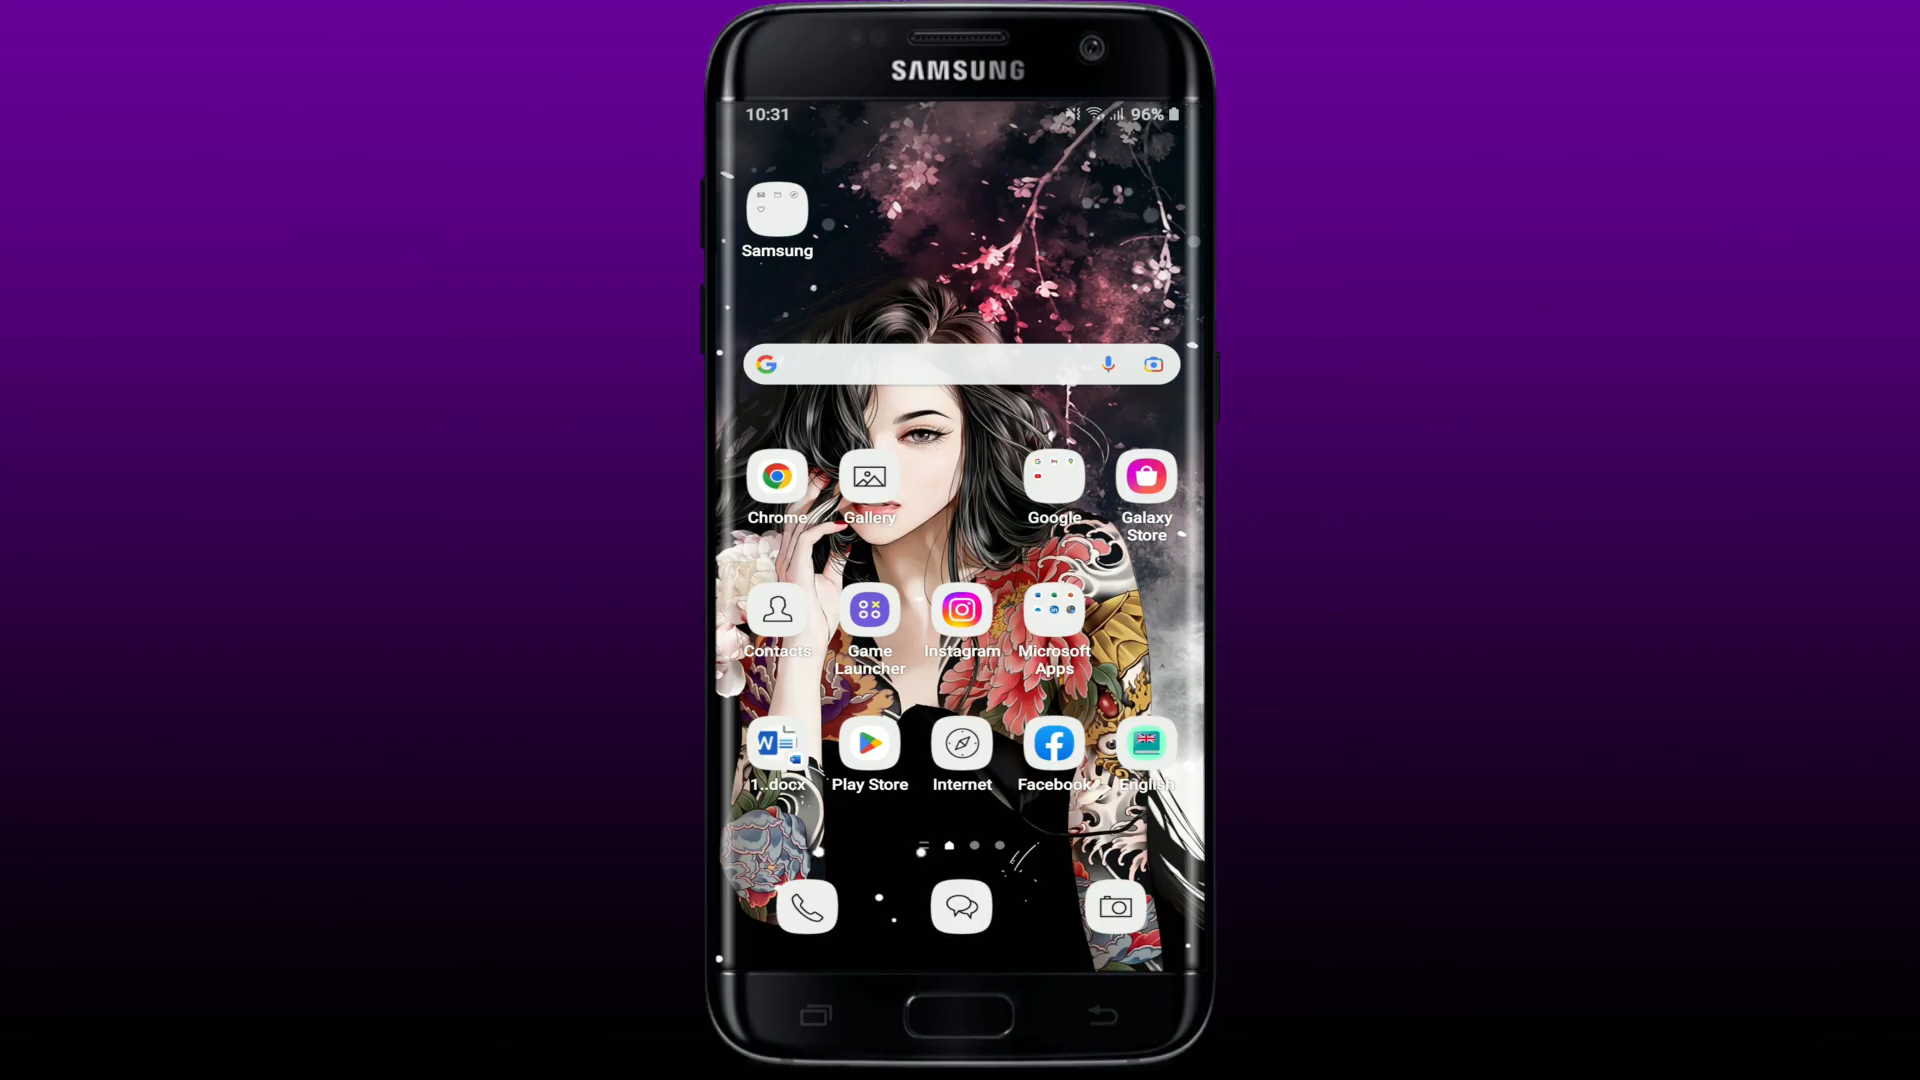 SAMSUNG
10:31 96%
Samsung
Chrome Gallery Google Galaxy Store
Contacts Game Launcher Instagram Microsoft Apps
1..docx Play Store Internet Facebook English